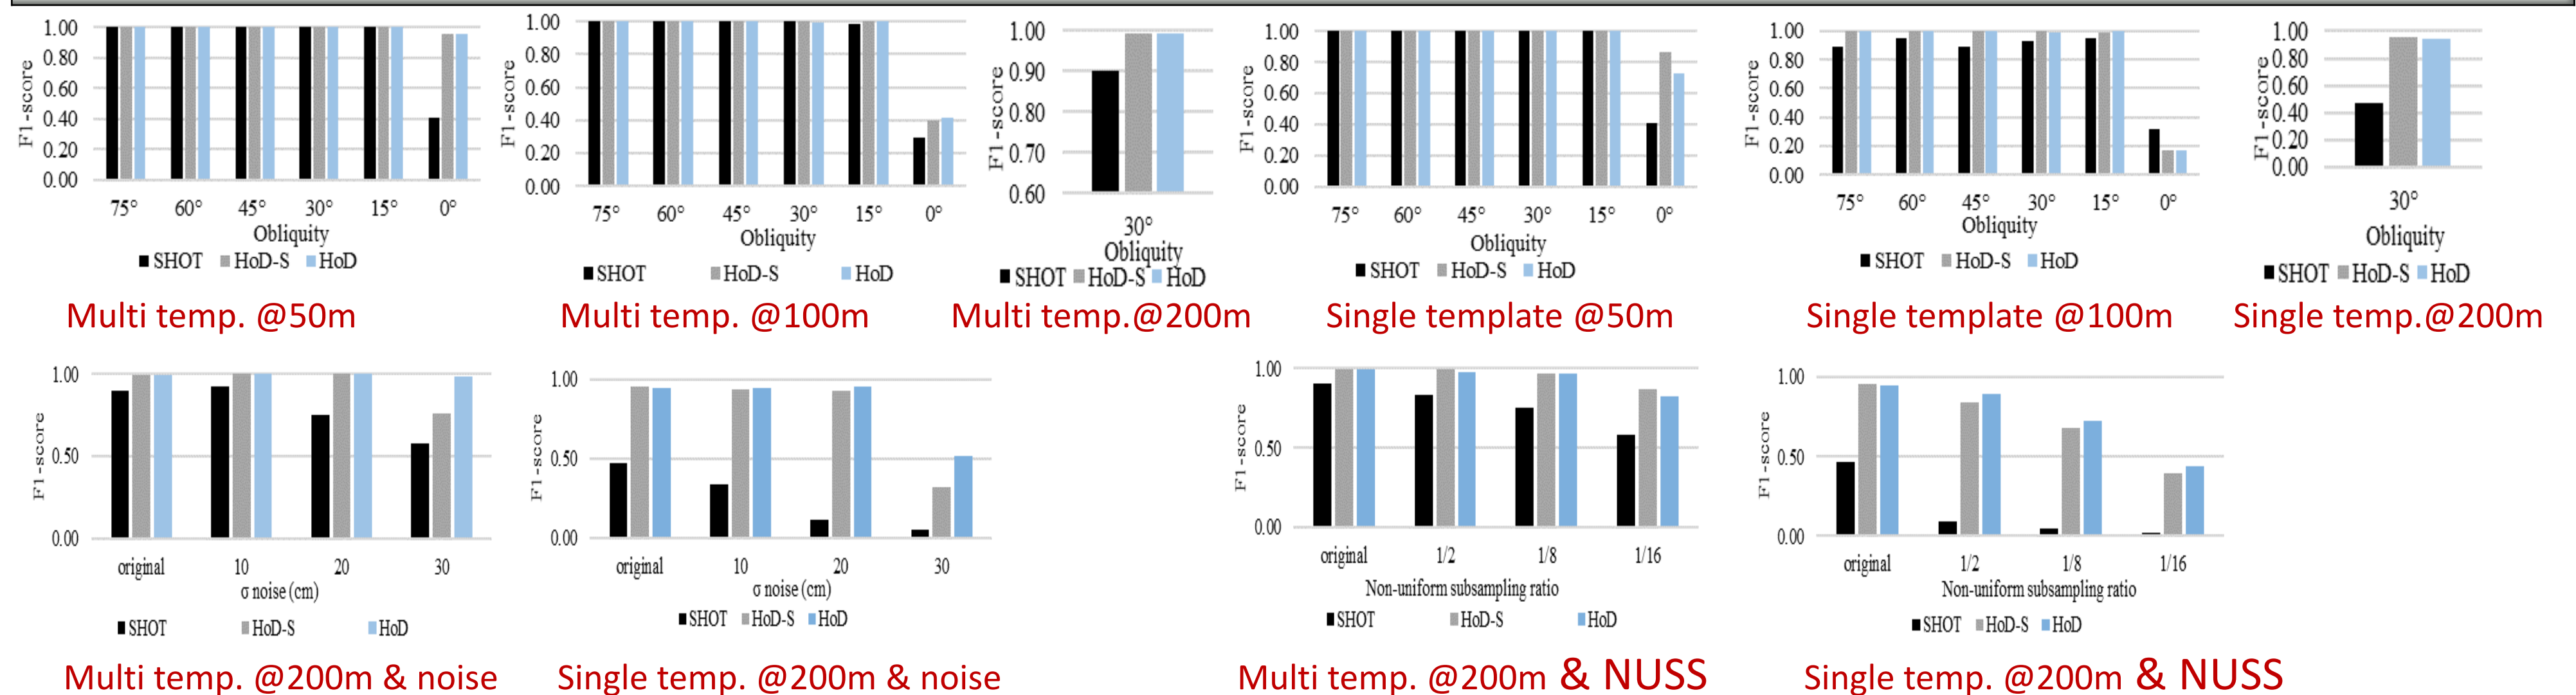 F1-score
1.00
0.80
0.60
0.40
0.20
0.00
75° 60° 45° 30° 15° 0°
Obliquity
SHOT HoD-S HoD
Multi temp. @50m
F1-score
1.00
0.80
0.60
0.40
0.20
0.00
75° 60° 45° 30° 15° 0°
Obliquity
SHOT HoD-S HoD
Multi temp. @100m
F1-score
1.00
0.90
0.80
0.70
0.60
30°
Obliquity
SHOT HoD-S HoD
Multi temp.@200m
F1-score
1.00
0.80
0.60
0.40
0.20
0.00
75° 60° 45° 30° 15° 0°
Obliquity
SHOT HoD-S HoD
Single template @50m
F1-score
1.00
0.80
0.60
0.40
0.20
0.00
75° 60° 45° 30° 15° 0°
Obliquity
SHOT HoD-S HoD
Single template @100m
F1-score
1.00
0.80
0.60
0.40
0.20
0.00
30°
Obliquity
SHOT HoD-S HoD
Single temp.@200m
F1-score
1.00
0.50
0.00
original 10 20 30
σ noise (cm)
SHOT HoD-S HoD
Multi temp. @200m & noise
F1-score
1.00
0.50
0.00
original 10 20 30
σ noise (cm)
SHOT HoD-S HoD
Single temp. @200m & noise
F1-score
1.00
0.50
0.00
original 1/2 1/8 1/16
Non-uniform subsampling ratio
SHOT HoD-S HoD
Multi temp. @200m & NUSS
F1-score
1.00
0.50
0.00
original 1/2 1/8 1/16
Non-uniform subsampling ratio
SHOT HoD-S HoD
Single temp. @200m & NUSS